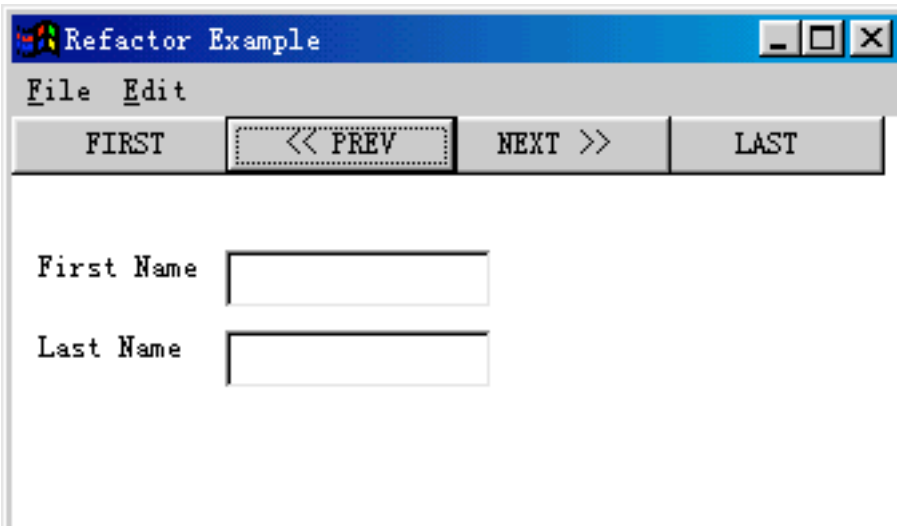 Refactor Example
File Edit
FIRST << PREV NEXT >> LAST
First Name
Last Name